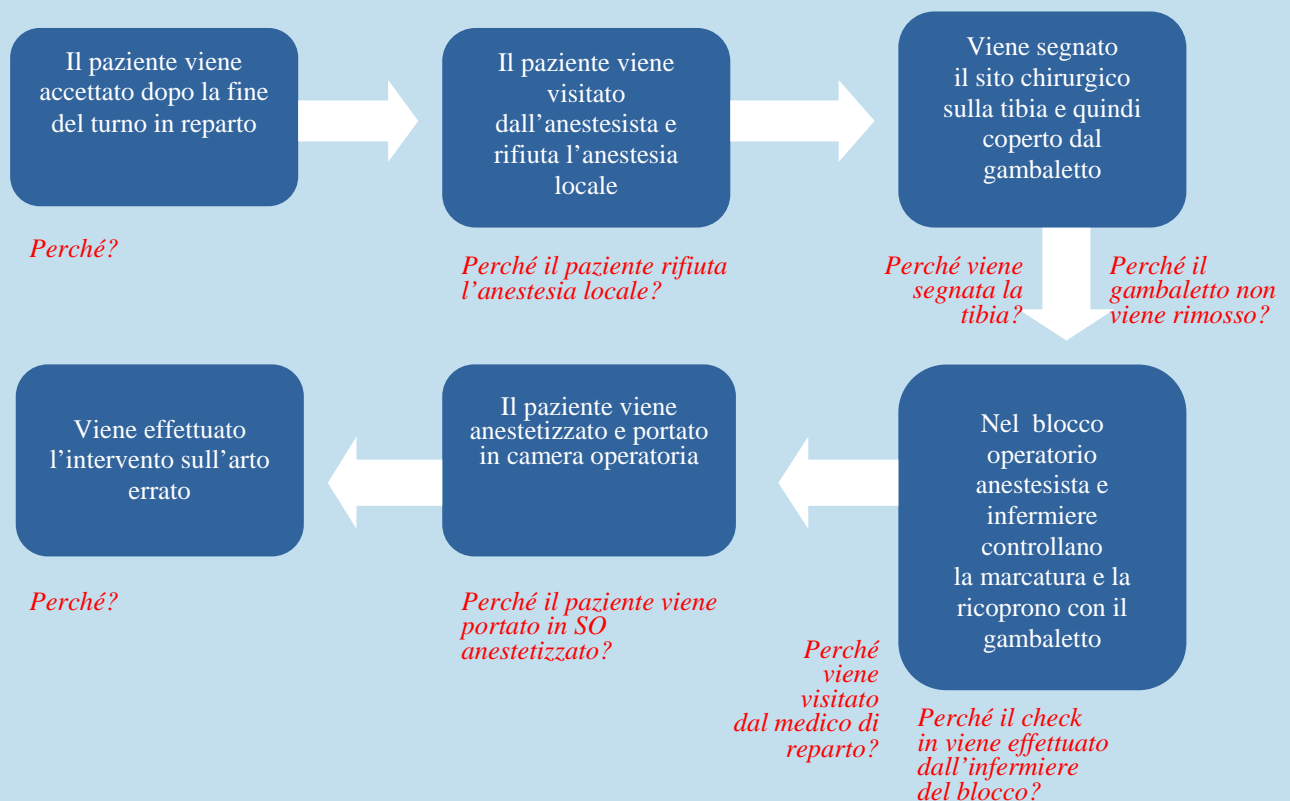 Il paziente viene
accettato dopo la fine
del turno in reparto
Perché?
Il paziente viene
visitato
dall’anestesista e
rifiuta l’anestesia
locale
Perché il paziente rifiuta
l’anestesia locale?
Viene segnato
il sito chirurgico
sulla tibia e quindi
coperto dal
gambaletto
Perché viene
segnata la
tibia?
Perché il
gambaletto non
viene rimosso?
Nel blocco
operatorio
anestesista e
infermiere
controllano
la marcatura e la
ricoprono con il
gambaletto
Perché
viene
visitato
dal medico di
reparto?
Perché il check
in viene effettuato
dall’infermiere
del blocco?
Il paziente viene
anestetizzato e portato
in camera operatoria
Perché il paziente viene
portato in SO
anestetizzato?
Viene effettuato
l’intervento sull’arto
errato
Perché?